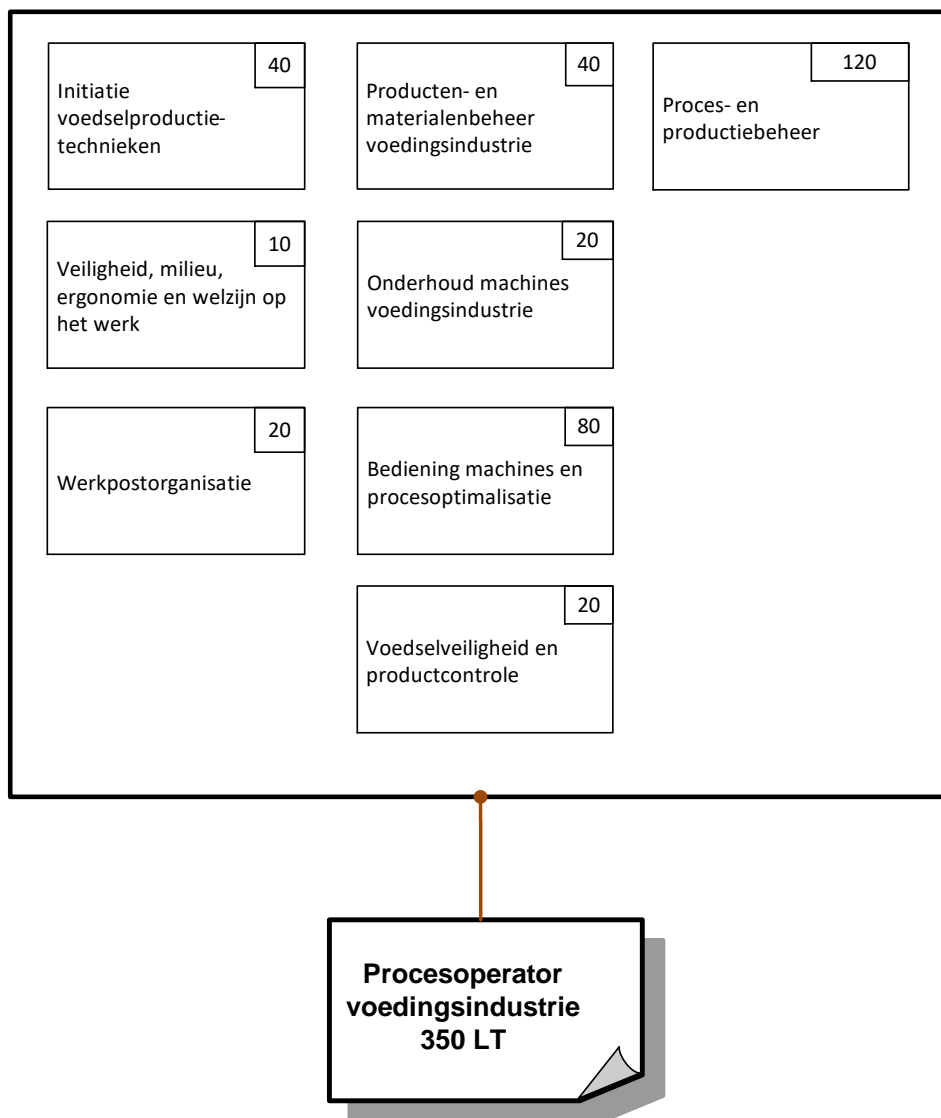 40
Initiatie
voedselproductie-
technieken
40
Producten- en
materialenbeheer
voedingsindustrie
120
Proces- en
productiebeheer
10
Veiligheid, milieu,
ergonomie en welzijn op
het werk
20
Onderhoud machines
voedingsindustrie
20
Werkpostorganisatie
80
Bediening machines en
procesoptimalisatie
20
Voedselveiligheid en
productcontrole
Procesoperator
voedingsindustrie
350 LT